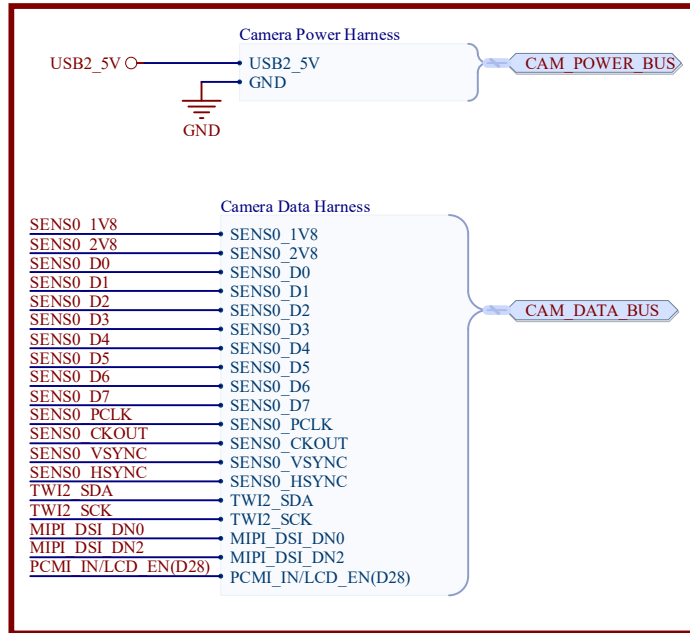 Camera Power Harness
USB2_5V USB2_5V CAM_POWER_BUS
GND
GND
Camera Data Harness
SENS0_1V8 SENS0_1V8
SENS0_2V8 SENS0_2V8
SENS0_D0 SENS0_D0
SENS0_D1 SENS0_D1
SENS0_D2 SENS0_D2 CAM_DATA_BUS
SENS0_D3 SENS0_D3
SENS0_D4 SENS0_D4
SENS0_D5 SENS0_D5
SENS0_D6 SENS0_D6
SENS0_D7 SENS0_D7
SENS0_PCLK SENS0_PCLK
SENS0_CKOUT SENS0_CKOUT
SENS0_VSYNC SENS0_VSYNC
SENS0_HSYNC SENS0_HSYNC
TWI2_SDA TWI2_SDA
TWI2_SCK TWI2_SCK
MIPI_DSI_DN0 MIPI_DSI_DN0
MIPI_DSI_DN2 MIPI_DSI_DN2
PCMI_IN/LCD_EN(D28) PCMI_IN/LCD_EN(D28)